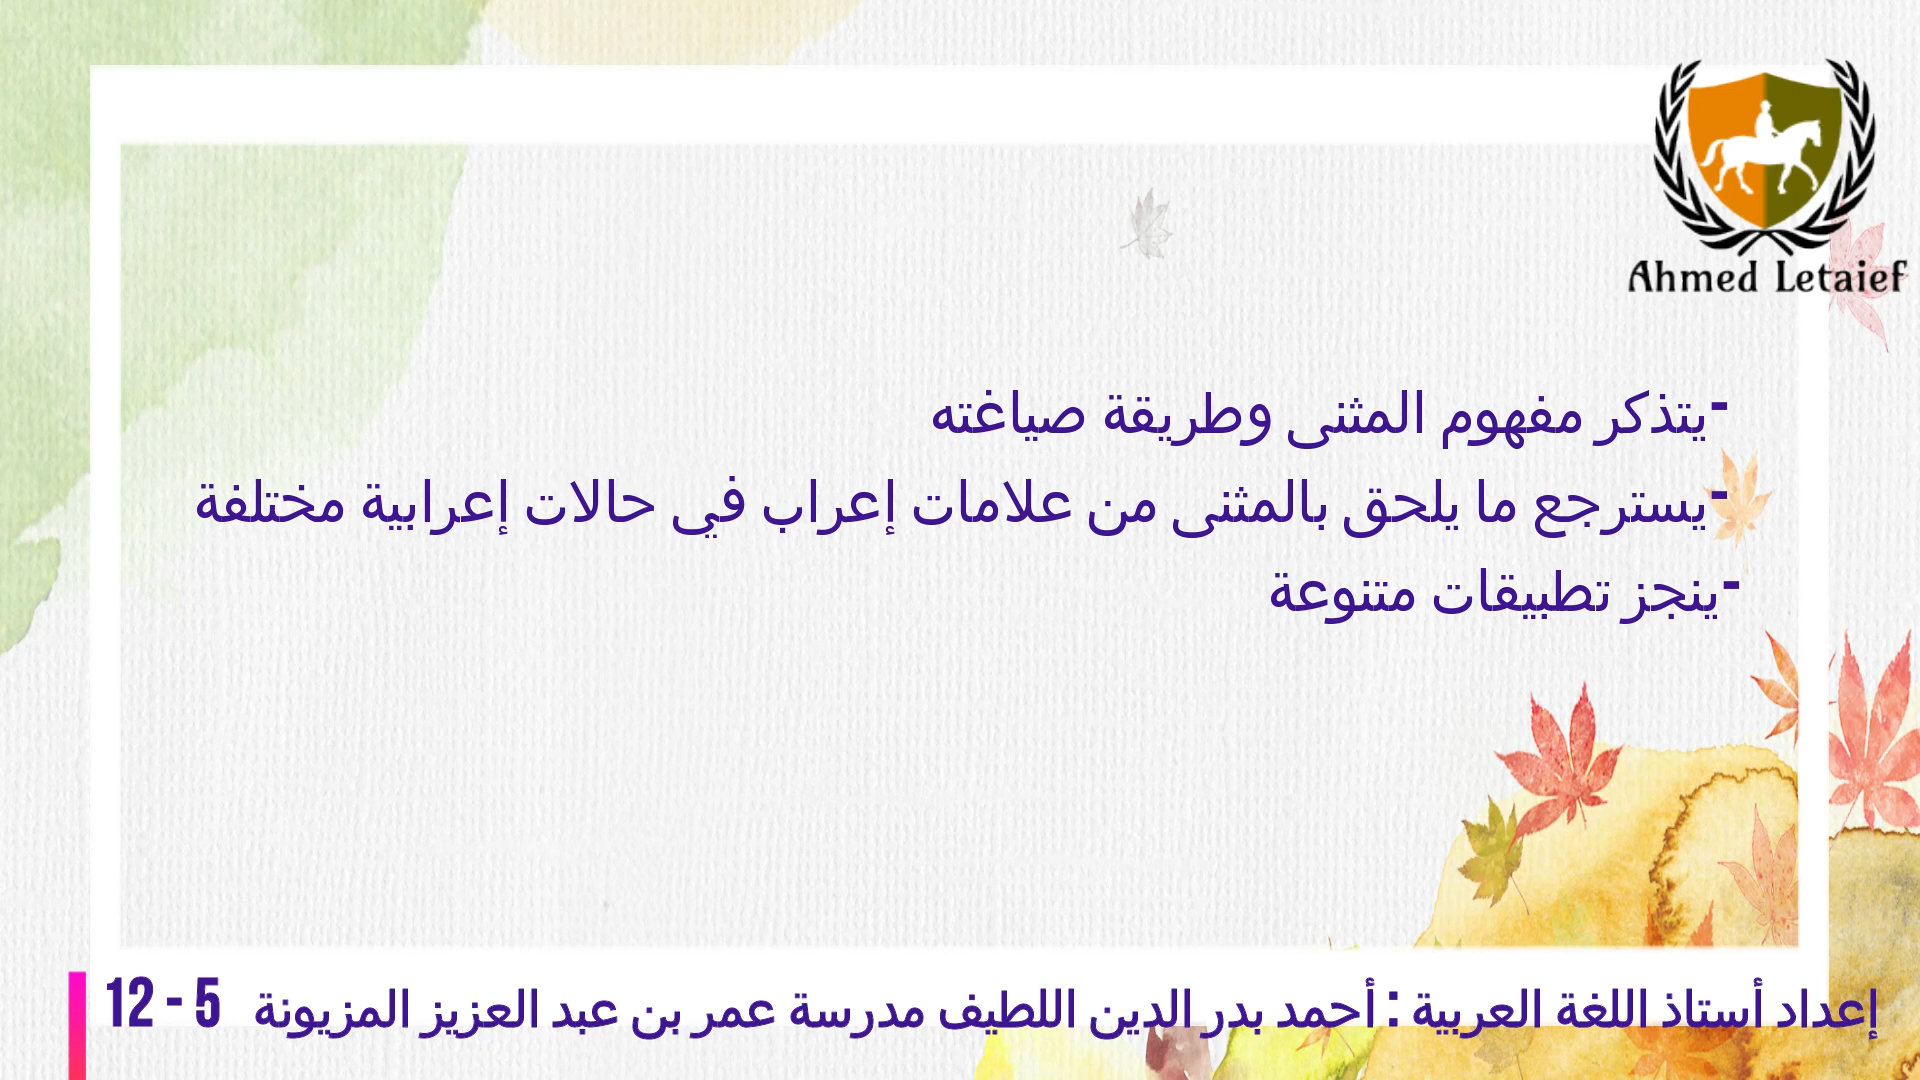 Ahmed Letaief
-يتذكر مفهوم المثنى وطريقة صياغته
-يسترجع ما يلحق بالمثنى من علامات إعراب في حالات إعرابية مختلفة
-ينجز تطبيقات متنوعة
إعداد أستاذ اللغة العربية : أحمد بدر الدين اللطيف مدرسة عمر بن عبد العزيز المزيونة 5 - 12